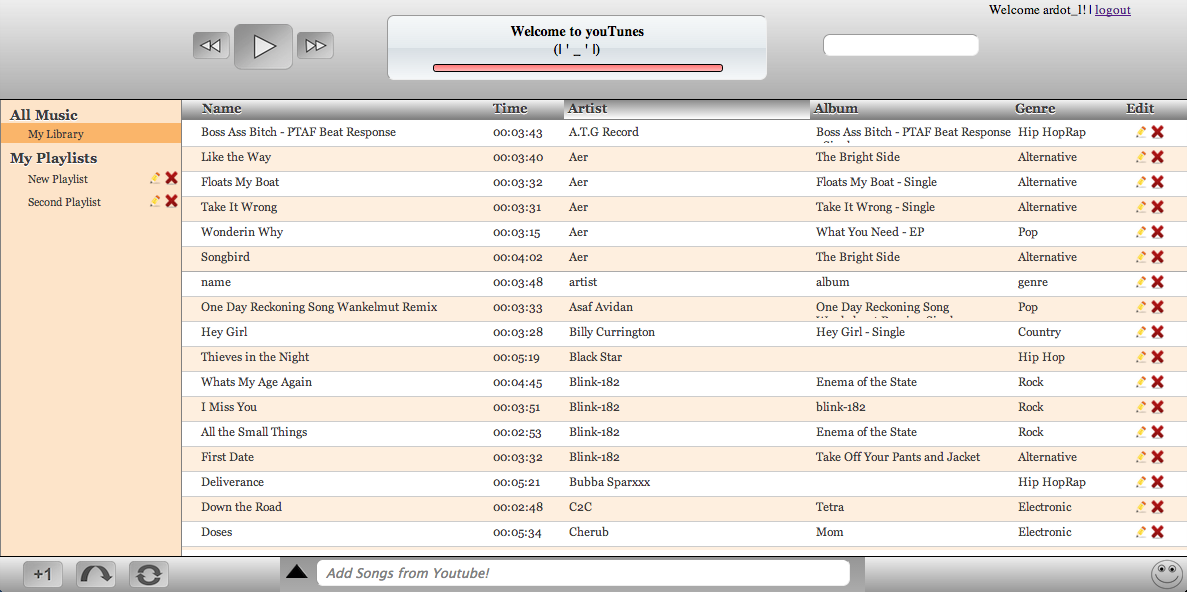 Welcome ardot_l! | logout
Welcome to youTunes
(| ' _ ' |)
All Music
My Library
My Playlists
New Playlist
Second Playlist
Name Time Artist Album Genre Edit
Boss Ass Bitch - PTAF Beat Response 00:03:43 A.T.G Record Boss Ass Bitch - PTAF Beat Response Hip HopRap
Like the Way 00:03:40 Aer The Bright Side Alternative
Floats My Boat 00:03:32 Aer Floats My Boat - Single Alternative
Take It Wrong 00:03:31 Aer Take It Wrong - Single Alternative
Wonderin Why 00:03:15 Aer What You Need - EP Pop
Songbird 00:04:02 Aer The Bright Side Alternative
name 00:03:48 artist album genre
One Day Reckoning Song Wankelmut Remix 00:03:33 Asaf Avidan One Day Reckoning Song Pop
Hey Girl 00:03:28 Billy Currington Hey Girl - Single Country
Thieves in the Night 00:05:19 Black Star Hip Hop
Whats My Age Again 00:04:45 Blink-182 Enema of the State Rock
I Miss You 00:03:51 Blink-182 blink-182 Rock
All the Small Things 00:02:53 Blink-182 Enema of the State Rock
First Date 00:03:32 Blink-182 Take Off Your Pants and Jacket Alternative
Deliverance 00:05:21 Bubba Sparxxx Hip HopRap
Down the Road 00:02:48 C2C Tetra Electronic
Doses 00:05:34 Cherub Mom Electronic
+1
Add Songs from Youtube!